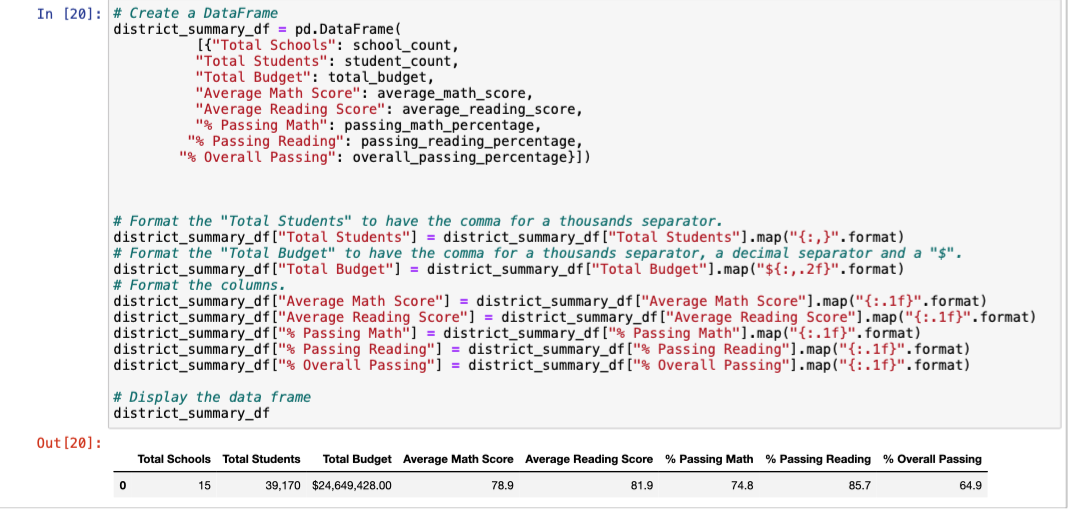 In [20]: # Create a DataFrame
district_summary_df = pd.DataFrame(
[{"Total Schools": school_count,
"Total Students": student_count,
"Total Budget": total_budget,
"Average Math Score": average_math_score,
"Average Reading Score": average_reading_score,
"% Passing Math": passing_math_percentage,
"% Passing Reading": passing_reading_percentage,
"% Overall Passing": overall_passing_percentage}])
# Format the "Total Students" to have the comma for a thousands separator.
district_summary_df["Total Students"] = district_summary_df["Total Students"].map("{:,}".format)
# Format the "Total Budget" to have the comma for a thousands separator, a decimal separator and a "$".
district_summary_df["Total Budget"] = district_summary_df["Total Budget"].map("${:,.2f}".format)
# Format the columns.
district_summary_df["Average Math Score"] = district_summary_df["Average Math Score"].map("{:.1f}".format)
district_summary_df["Average Reading Score"] = district_summary_df["Average Reading Score"].map("{:.1f}".format)
district_summary_df["% Passing Math"] = district_summary_df["% Passing Math"].map("{:.1f}".format)
district_summary_df["% Passing Reading"] = district_summary_df["% Passing Reading"].map("{:.1f}".format)
district_summary_df["% Overall Passing"] = district_summary_df["% Overall Passing"].map("{:.1f}".format)
# Display the data frame
district_summary_df
Out[20]:
Total Schools Total Students Total Budget Average Math Score Average Reading Score % Passing Math % Passing Reading % Overall Passing
0 15 39,170 $24,649,428.00 78.9 81.9 74.8 85.7 64.9